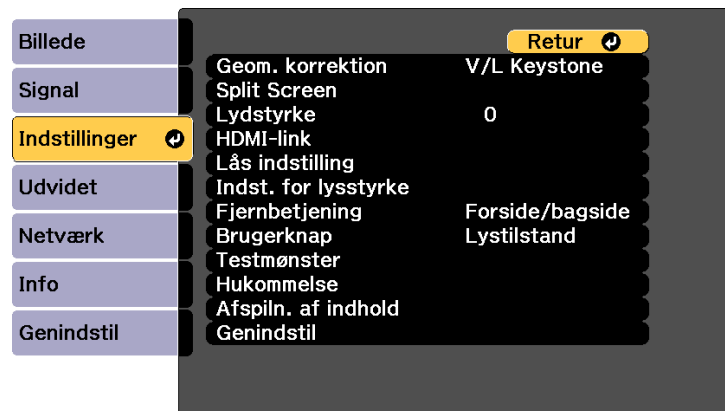 Billede
Signal
Indstillinger
Udvidet
Netværk
Info
Genindstil
Retur
Geom. korrektion V/L Keystone
Split Screen
Lydstyrke 0
HDMI-link
Lås indstilling
Indst. for lysstyrke
Fjernbetjening Forside/bagside
Brugerknap Lystilstand
Testmønster
Hukommelse
Afspiln. af indhold
Genindstil